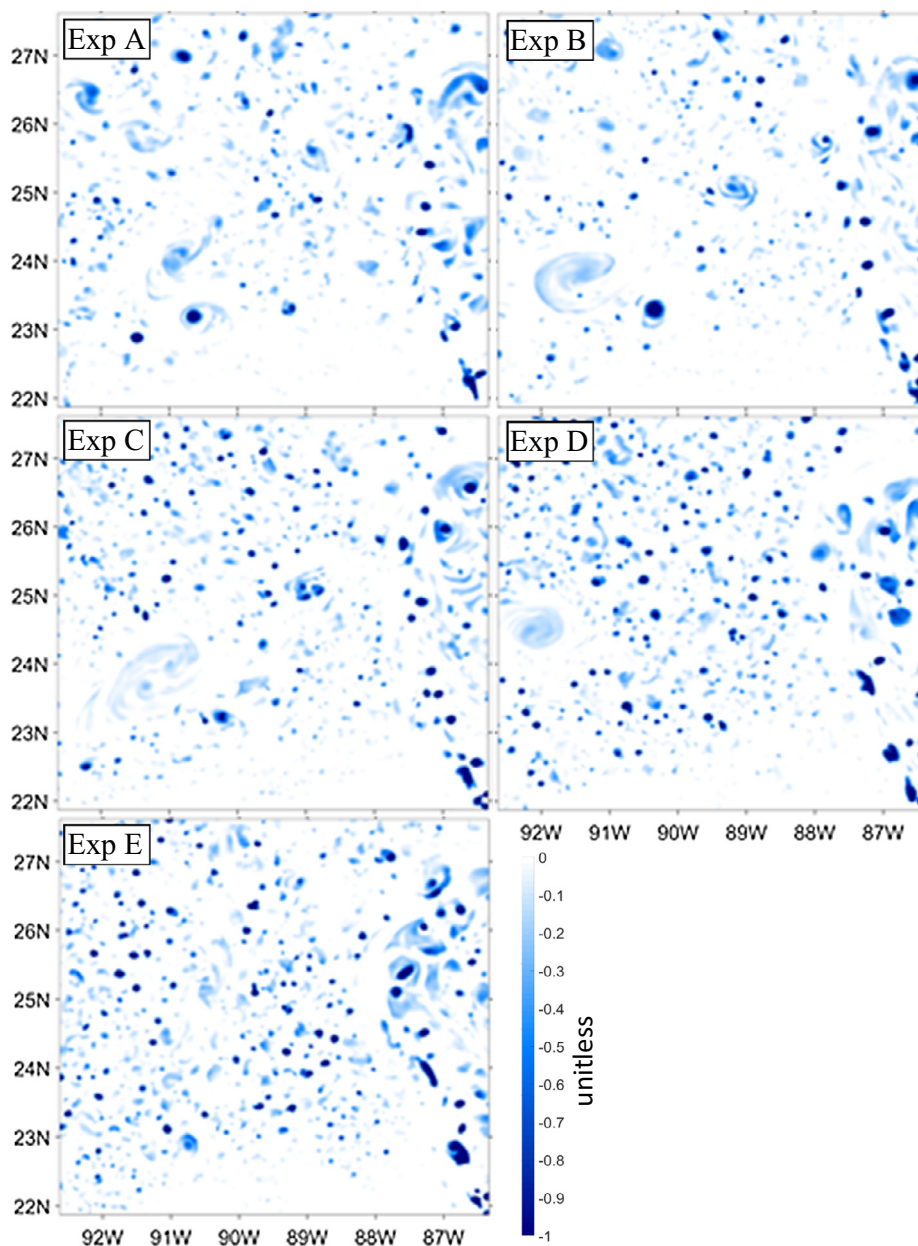 Exp A
Exp B
27N
26N
25N
24N
23N
22N
Exp C
Exp D
27N
26N
25N
24N
23N
22N
92W 91W 90W 89W 88W 87W
Exp E
27N
26N
25N
24N
23N
22N
92W 91W 90W 89W 88W 87W
0
-0.1
-0.2
-0.3
-0.4
-0.5
-0.6
-0.7
-0.8
-0.9
-1
unitless